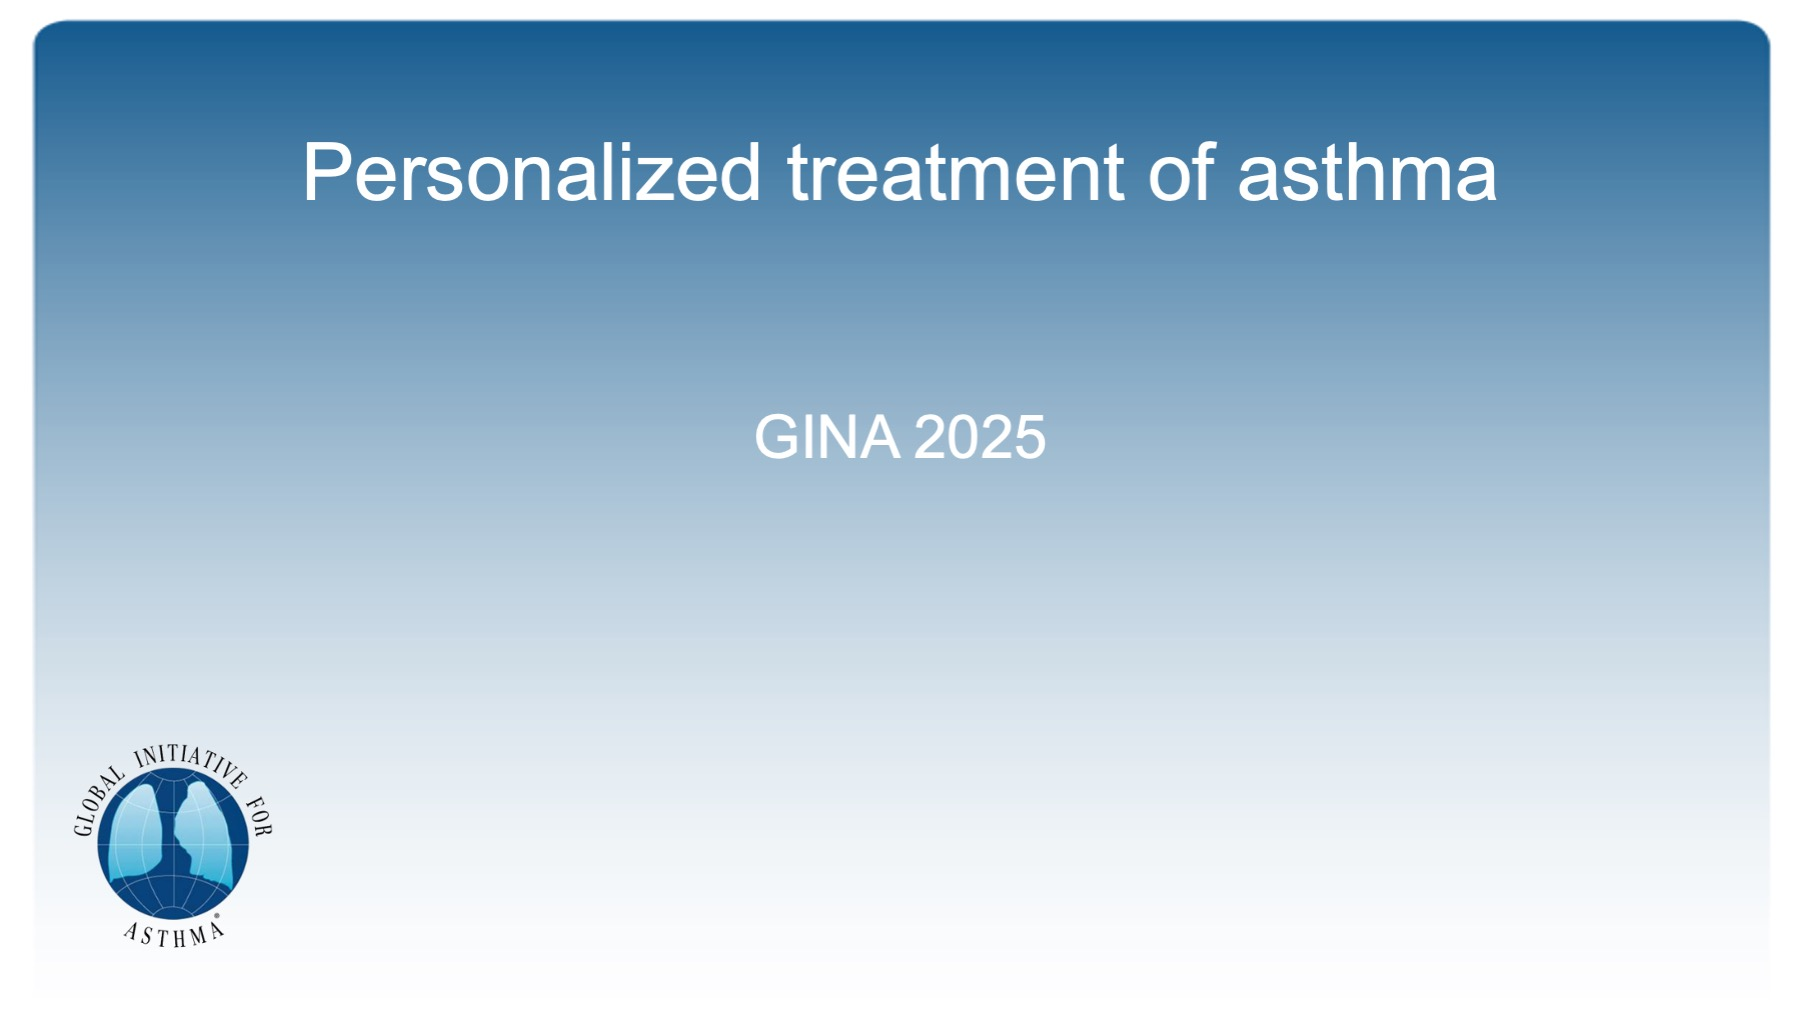 Personalized treatment of asthma
GINA 2025
GLOBAL INITIATIVE FOR
ASTHMA